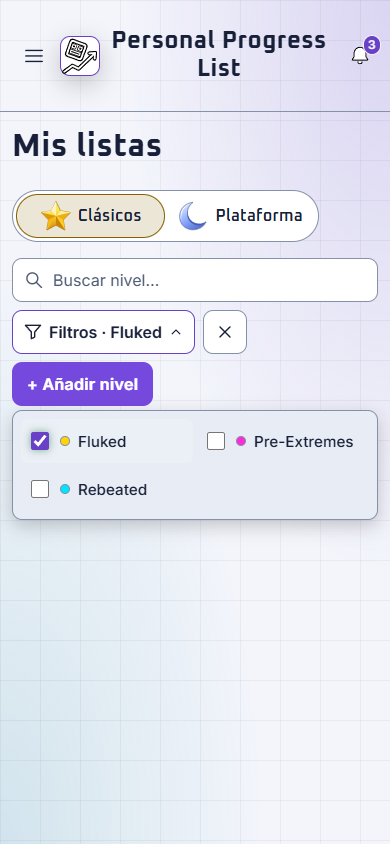 Personal Progress
List
3
Mis listas
Clásicos
Plataforma
Buscar nivel...
Filtros · Fluked
+ Añadir nivel
Fluked
Pre-Extremes
Rebeated